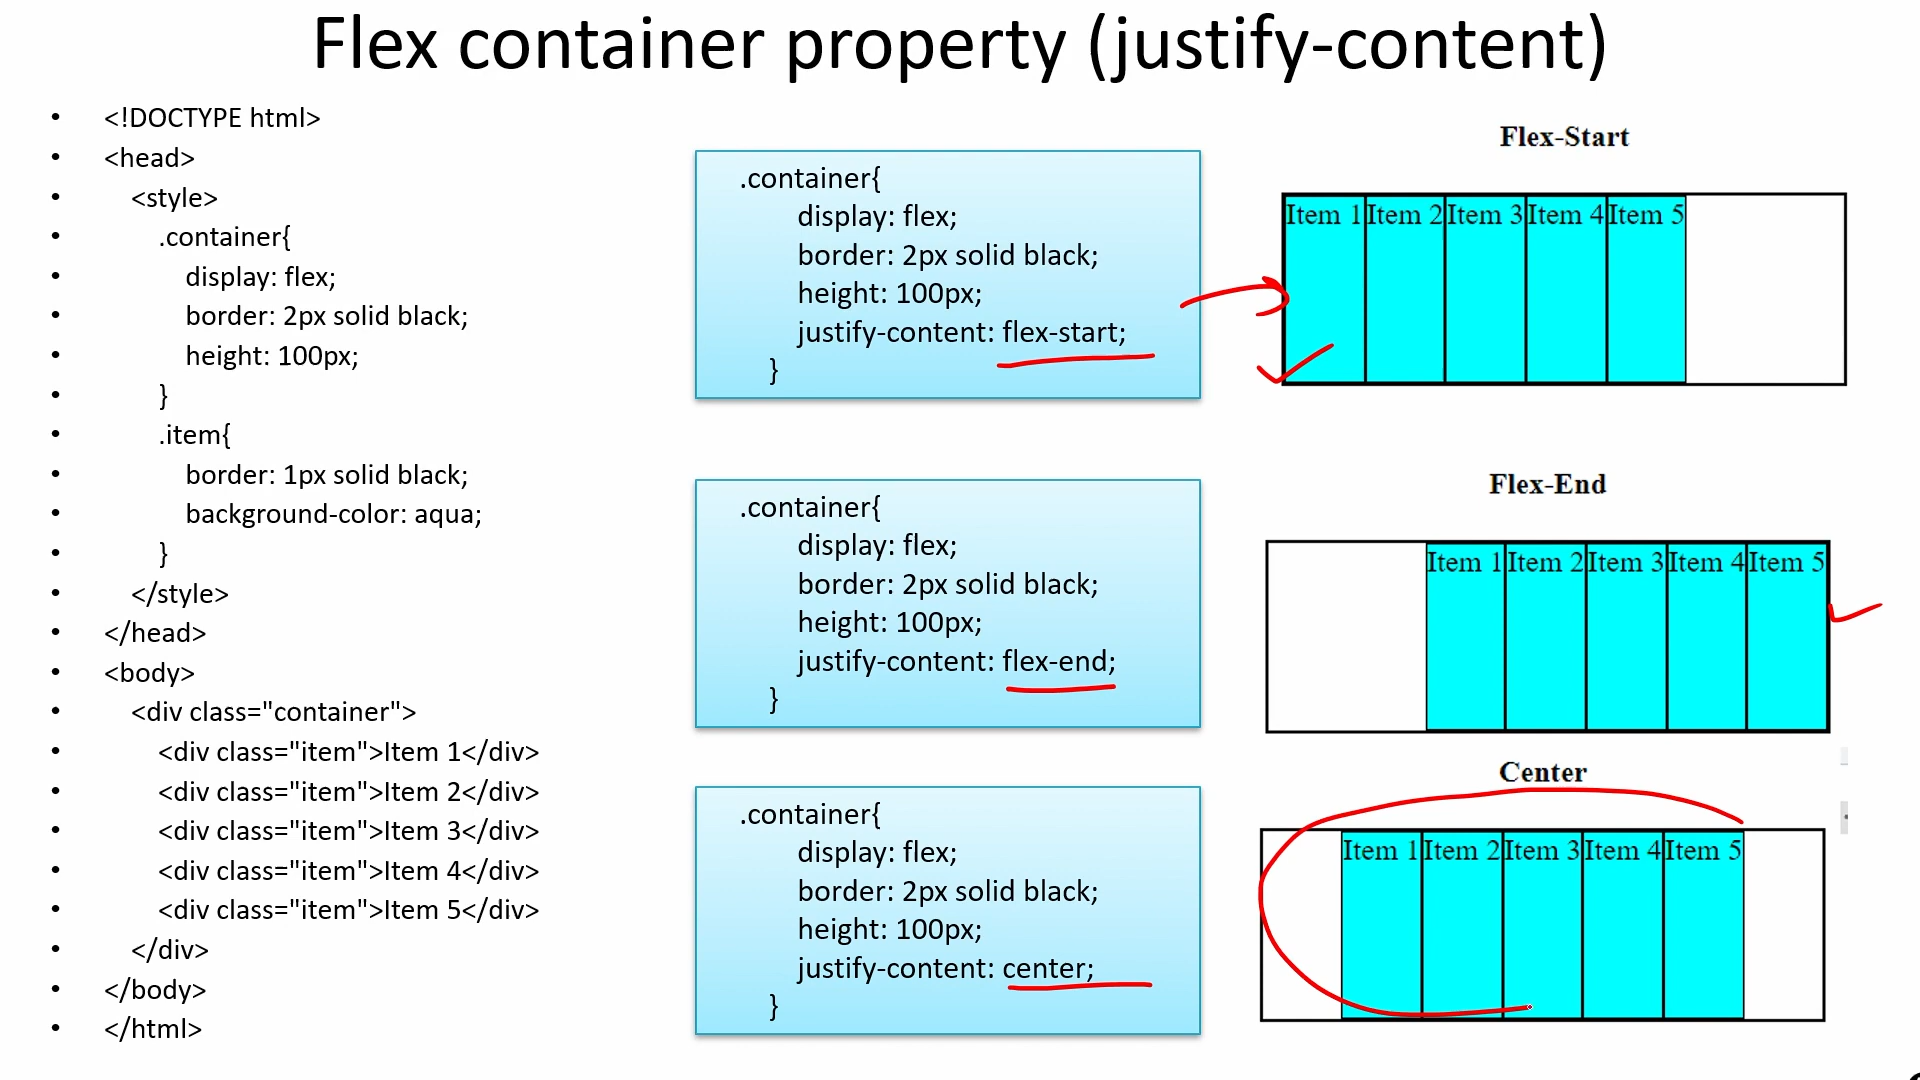 Flex container property (justify-content)
• <!DOCTYPE html>
• <head>
• <style>
• .container{
• display: flex;
• border: 2px solid black;
• height: 100px;
• }
• .item{
• border: 1px solid black;
• background-color: aqua;
• }
• </style>
• </head>
• <body>
• <div class="container">
• <div class="item">Item 1</div>
• <div class="item">Item 2</div>
• <div class="item">Item 3</div>
• <div class="item">Item 4</div>
• <div class="item">Item 5</div>
• </div>
• </body>
• </html>
.container{
display: flex;
border: 2px solid black;
height: 100px;
justify-content: flex-start;
}
Flex-Start
Item 1 Item 2 Item 3 Item 4 Item 5
.container{
display: flex;
border: 2px solid black;
height: 100px;
justify-content: flex-end;
}
Flex-End
Item 1 Item 2 Item 3 Item 4 Item 5
.container{
display: flex;
border: 2px solid black;
height: 100px;
justify-content: center;
}
Center
Item 1 Item 2 Item 3 Item 4 Item 5